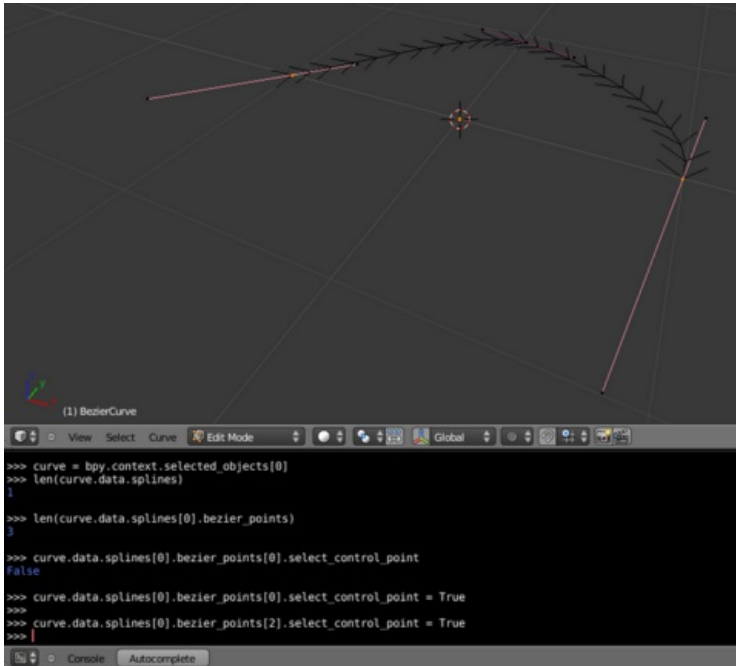 (1) BezierCurve
View Select Curve Edit Mode Global
>>> curve = bpy.context.selected_objects[0]
>>> len(curve.data.splines)
1
>>> len(curve.data.splines[0].bezier_points)
3
>>> curve.data.splines[0].bezier_points[0].select_control_point
False
>>> curve.data.splines[0].bezier_points[0].select_control_point = True
>>>
>>> curve.data.splines[0].bezier_points[2].select_control_point = True
>>>
Console Autocomplete